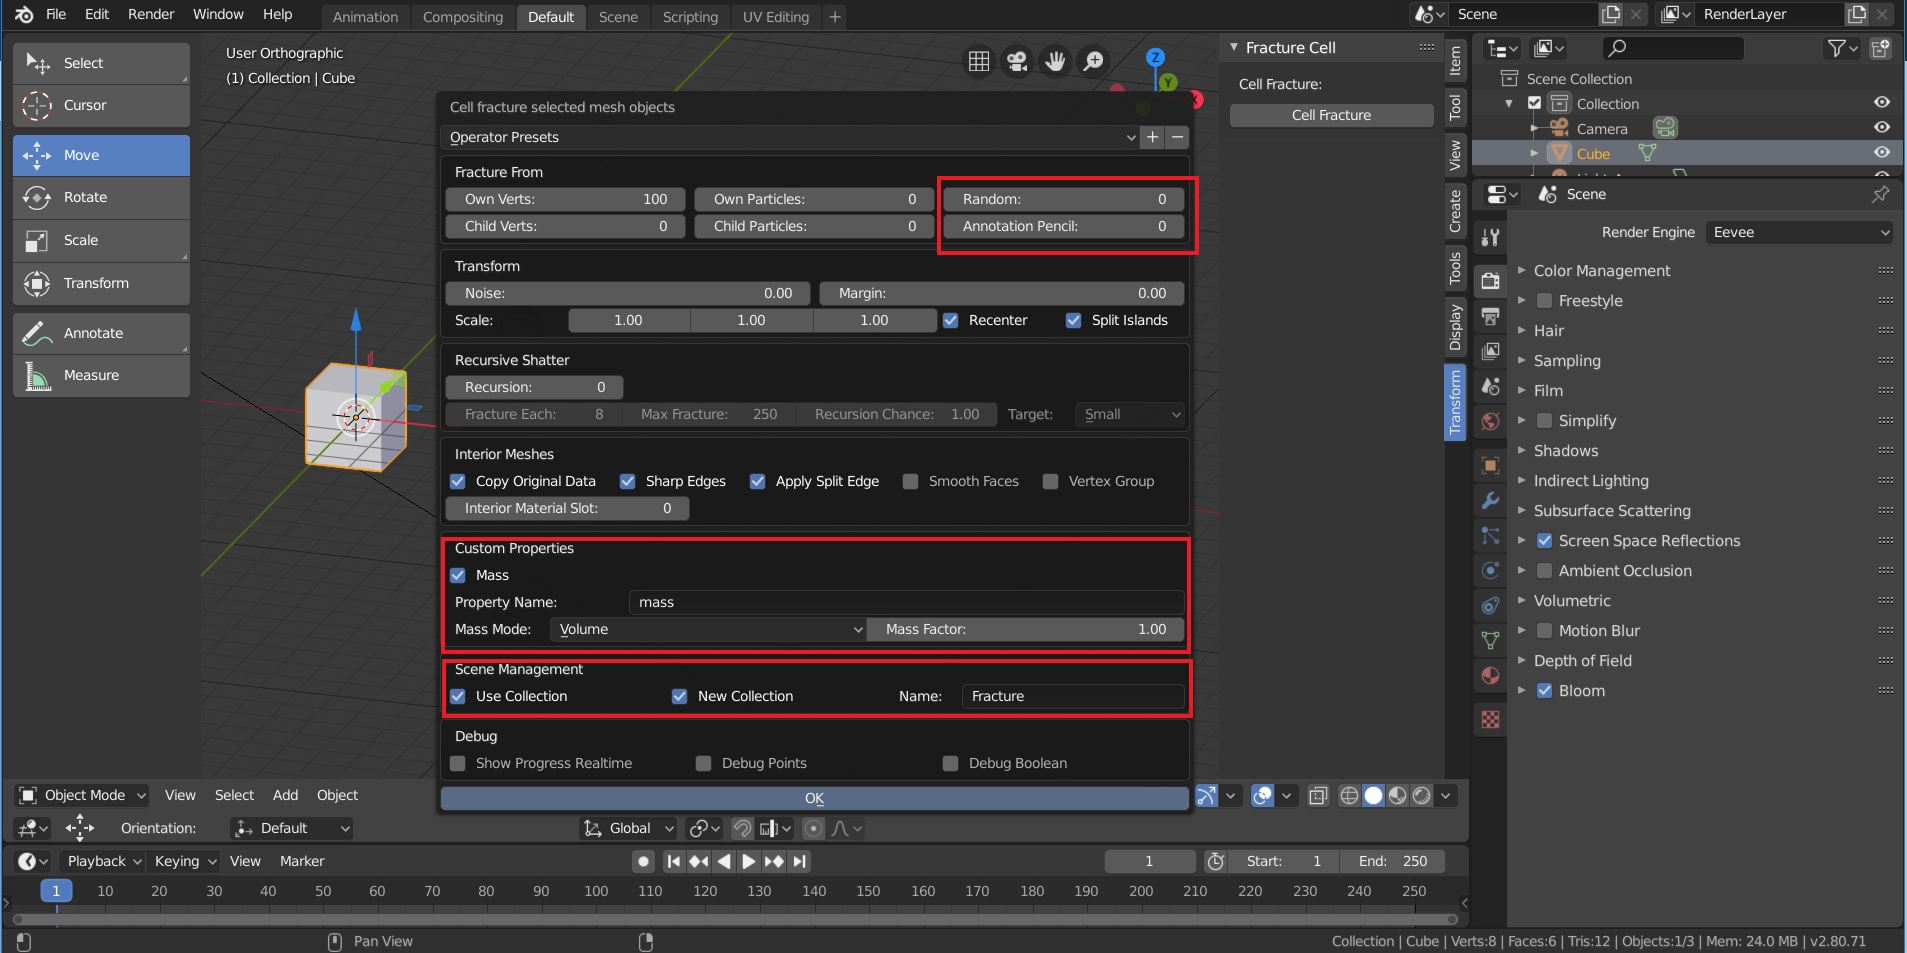 File Edit Render Window Help Animation Compositing Default Scene Scripting UV Editing + Scene RenderLayer
Select
Cursor
Move
Rotate
Scale
Transform
Annotate
Measure
User Orthographic
(1) Collection | Cube
Z
Y
X
Cell fracture selected mesh objects
Operator Presets
Fracture From
Own Verts: 100 Own Particles: 0 Random: 0
Child Verts: 0 Child Particles: 0 Annotation Pencil: 0
Transform
Noise: 0.00 Margin: 0.00
Scale: 1.00 1.00 1.00 Recenter Split Islands
Recursive Shatter
Recursion: 0
Fracture Each: 8 Max Fracture: 250 Recursion Chance: 1.00 Target: Small
Interior Meshes
Copy Original Data Sharp Edges Apply Split Edge Smooth Faces Vertex Group
Interior Material Slot: 0
Custom Properties
Mass
Property Name: mass
Mass Mode: Volume Mass Factor: 1.00
Scene Management
Use Collection New Collection Name: Fracture
Debug
Show Progress Realtime Debug Points Debug Boolean
OK
Fracture Cell
Cell Fracture:
Cell Fracture
Item
Tool
View
Create
Tools
Display
Transform
Scene Collection
Collection
Camera
Cube
Scene
Render Engine Eevee
Color Management
Freestyle
Hair
Sampling
Film
Simplify
Shadows
Indirect Lighting
Subsurface Scattering
Screen Space Reflections
Ambient Occlusion
Volumetric
Motion Blur
Depth of Field
Bloom
Object Mode View Select Add Object
Orientation: Default Global
Playback Keying View Marker 1 Start: 1 End: 250
1 10 20 30 40 50 60 70 80 90 100 110 120 130 140 150 160 170 180 190 200 210 220 230 240 250
Pan View
Collection | Cube | Verts:8 | Faces:6 | Tris:12 | Objects:1/3 | Mem: 24.0 MB | v2.80.71